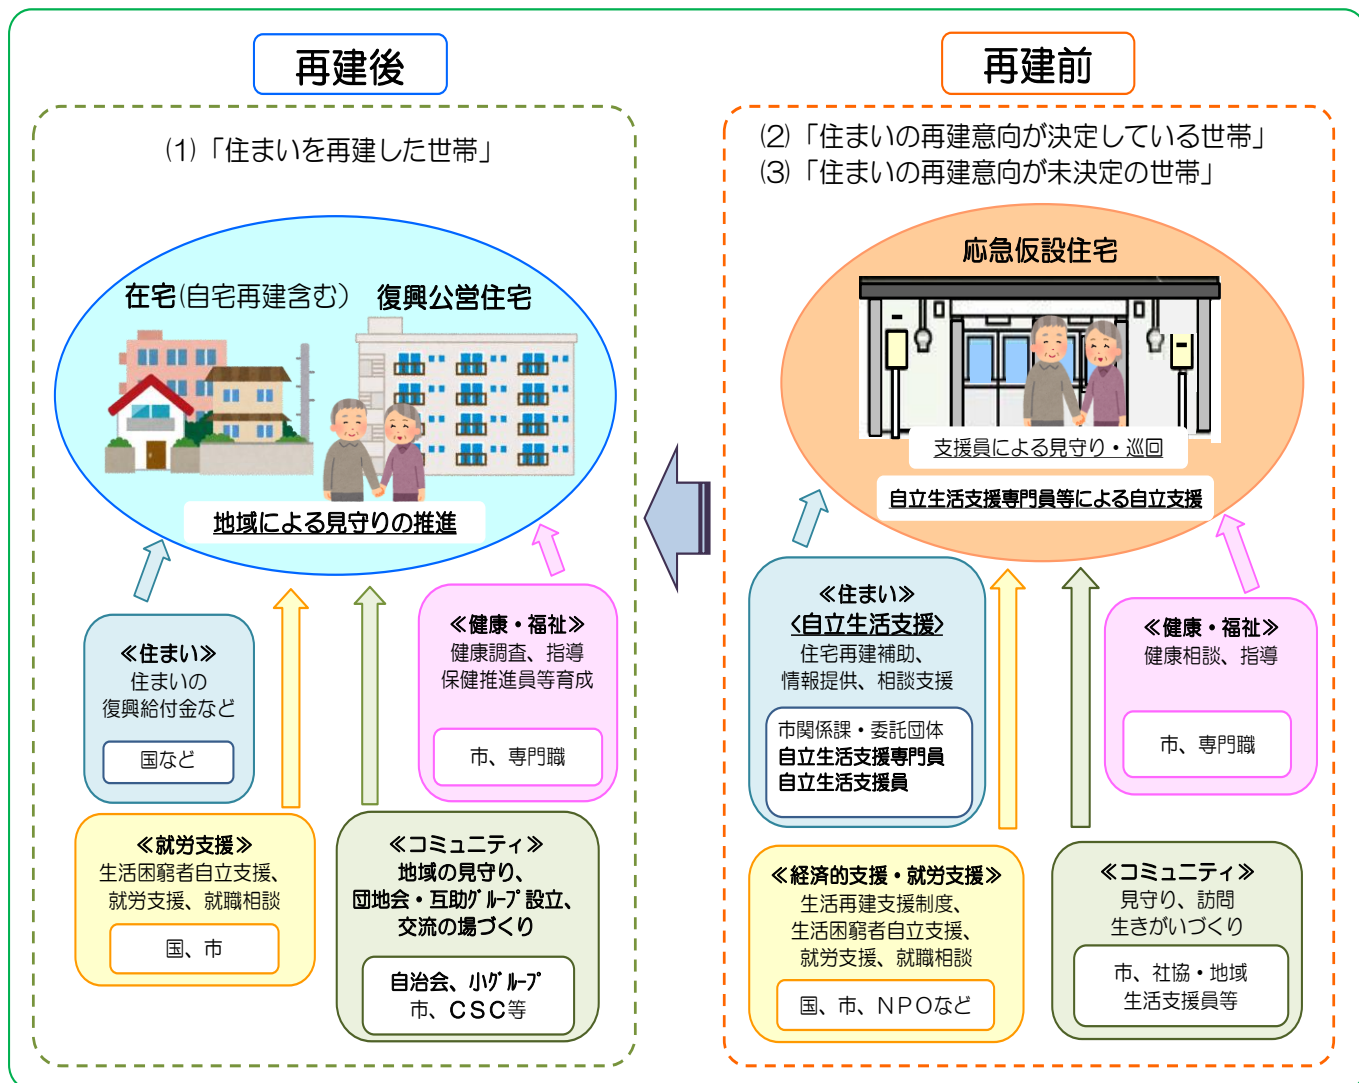 再建後
(1)「住まいを再建した世帯」
在宅(自宅再建含む) 復興公営住宅
地域による見守りの推進
≪住まい≫
住まいの
復興給付金など
国など
≪健康・福祉≫
健康調査、指導
保健推進員等育成
市、専門職
≪就労支援≫
生活困窮者自立支援、
就労支援、就職相談
国、市
≪コミュニティ≫
地域の見守り、
団地会・互助ｸﾞﾙｰﾌﾟ設立、
交流の場づくり
自治会、小ｸﾞﾙｰﾌﾟ
市、ＣＳＣ等
再建前
(2)「住まいの再建意向が決定している世帯」
(3)「住まいの再建意向が未決定の世帯」
応急仮設住宅
支援員による見守り・巡回
自立生活支援専門員等による自立支援
≪住まい≫
<自立生活支援>
住宅再建補助、
情報提供、相談支援
市関係課・委託団体
自立生活支援専門員
自立生活支援員
≪健康・福祉≫
健康相談、指導
市、専門職
≪経済的支援・就労支援≫
生活再建支援制度、
生活困窮者自立支援、
就労支援、就職相談
国、市、ＮＰＯなど
≪コミュニティ≫
見守り、訪問
生きがいづくり
市、社協・地域
生活支援員等